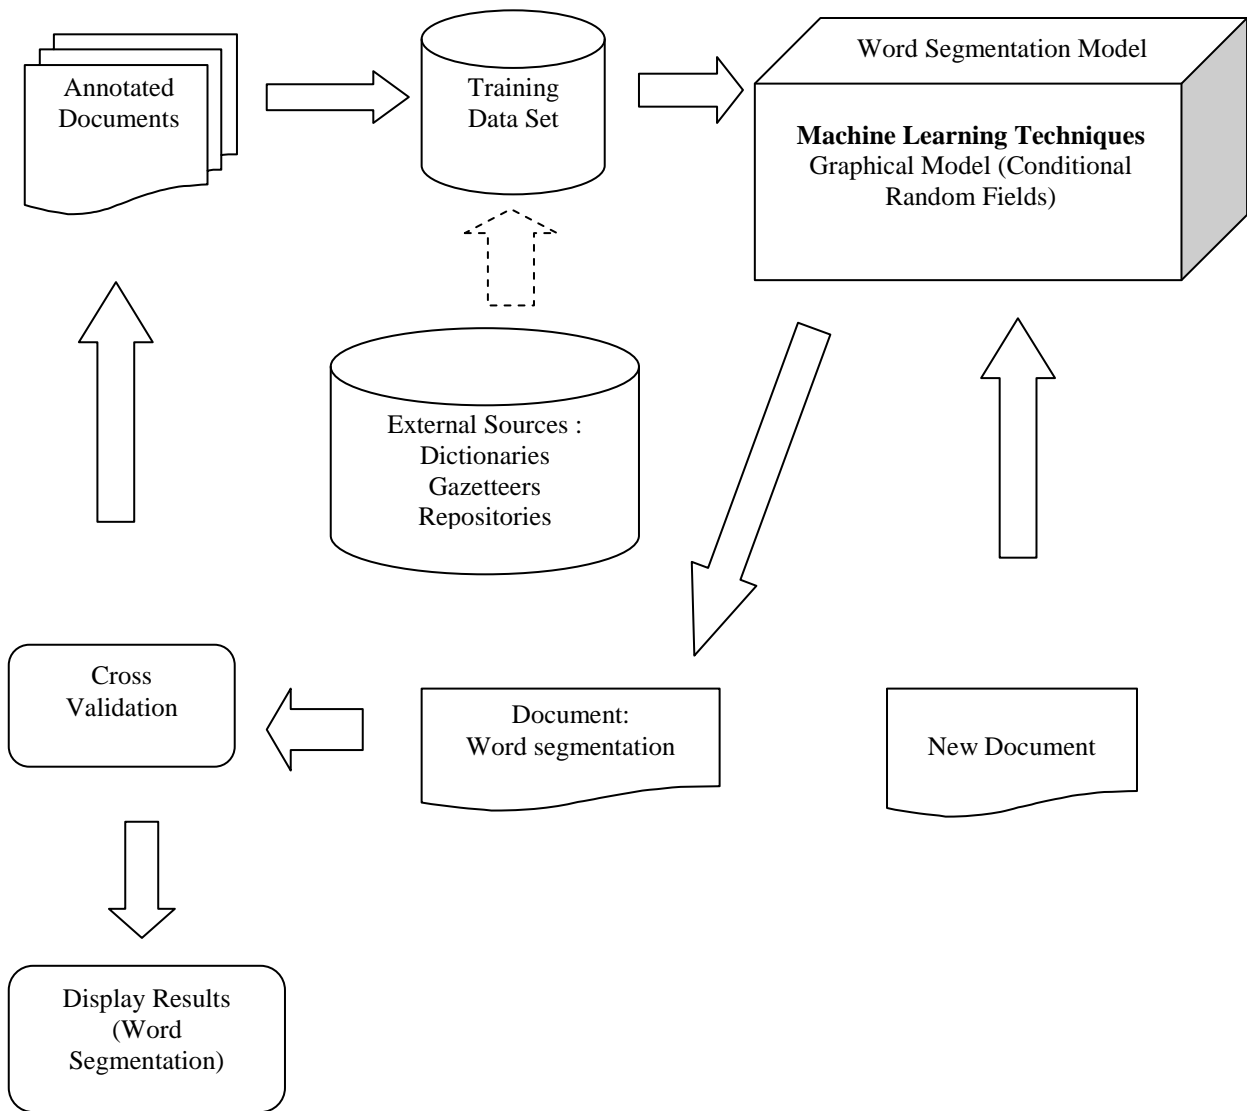 Annotated
Documents
Training
Data Set
Word Segmentation Model
Machine Learning Techniques
Graphical Model (Conditional
Random Fields)
External Sources :
Dictionaries
Gazetteers
Repositories
Cross
Validation
Document:
Word segmentation
New Document
Display Results
(Word
Segmentation)